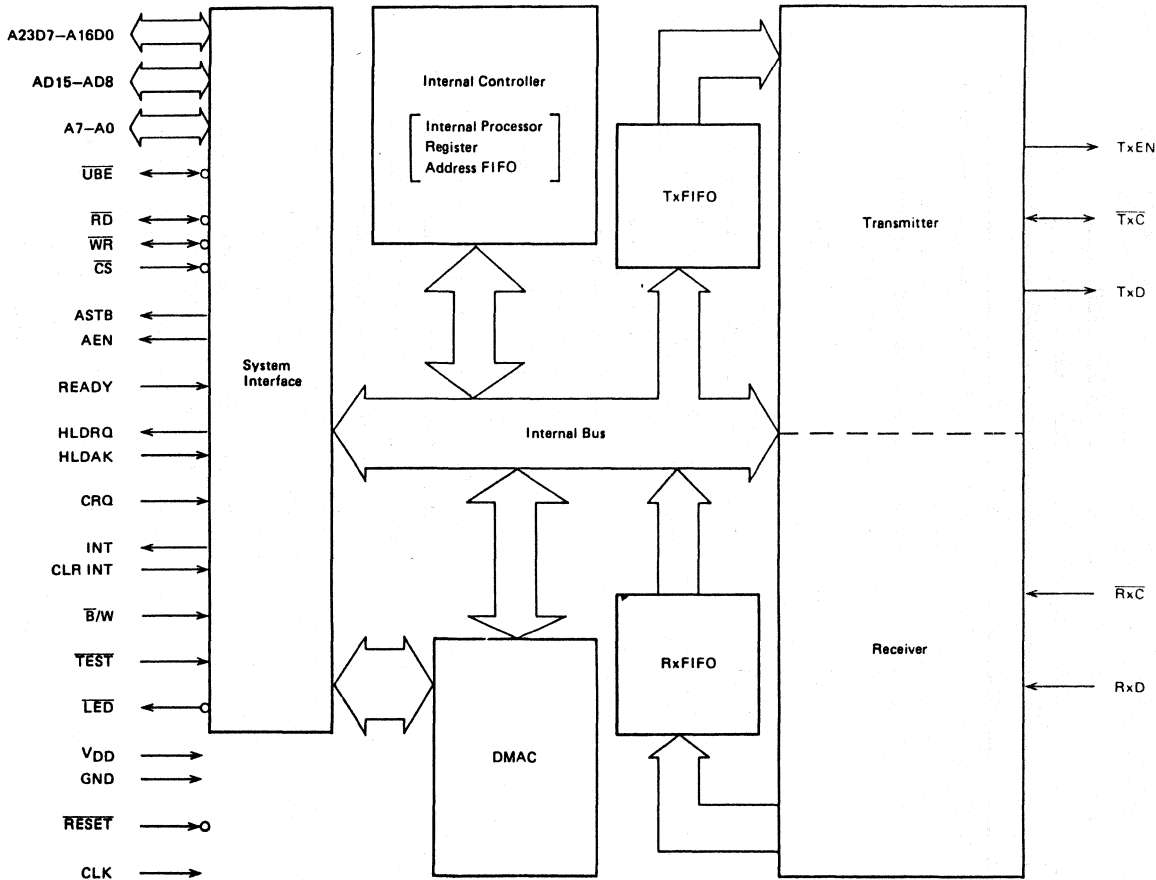 A23D7–A16D0
AD15–AD8
A7–A0
UBE
RD
WR
CS
ASTB
AEN
READY
HLDRQ
HLDAK
CRQ
INT
CLR INT
B/W
TEST
LED
VDD
GND
RESET
CLK
System
Interface
Internal Controller
Internal Processor
Register
Address FIFO
Internal Bus
DMAC
TxFIFO
RxFIFO
Transmitter
Receiver
TxEN
TxC
TxD
RxC
RxD